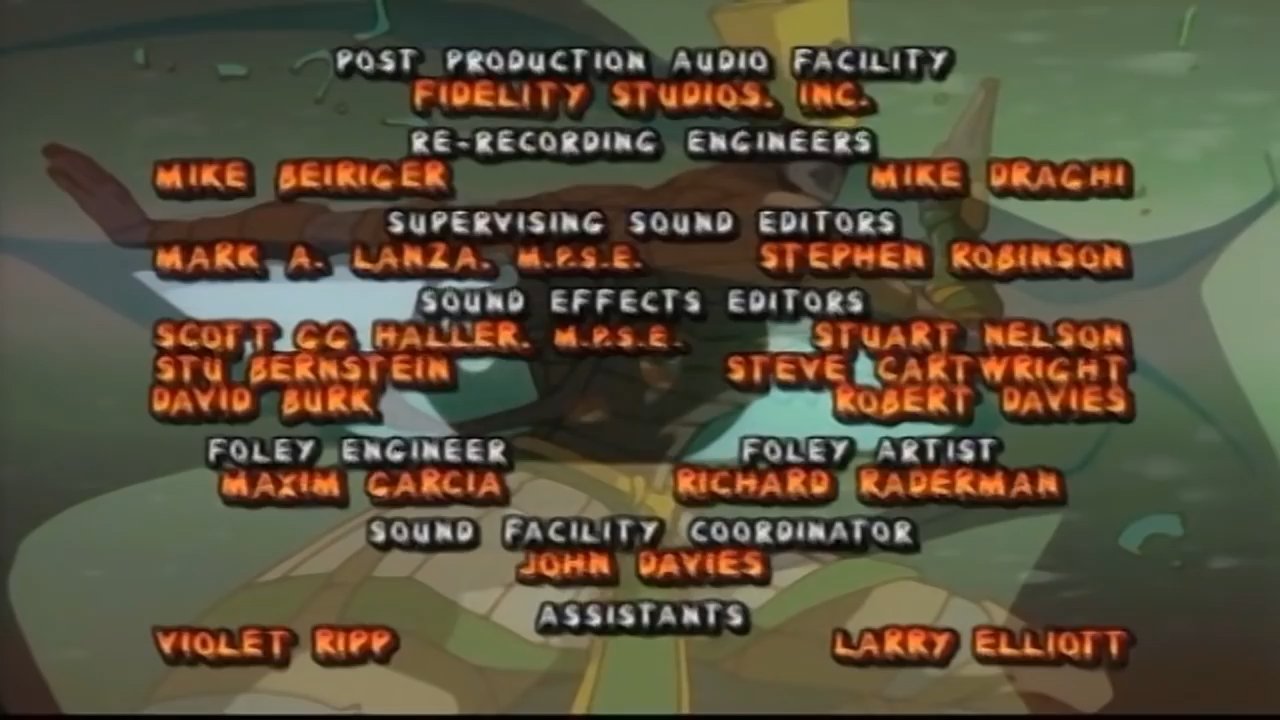 POST PRODUCTION AUDIO FACILITY
FIDELITY STUDIOS, INC.
RE-RECORDING ENGINEERS
MIKE BEIRIGER MIKE DRAGHI
SUPERVISING SOUND EDITORS
MARK A. LANZA, M.P.S.E. STEPHEN ROBINSON
SOUND EFFECTS EDITORS
SCOTT GG HALLER, M.P.S.E. STUART NELSON
STU BERNSTEIN STEVE CARTWRIGHT
DAVID BURK ROBERT DAVIES
FOLEY ENGINEER FOLEY ARTIST
MAXIM GARCIA RICHARD RADERMAN
SOUND FACILITY COORDINATOR
JOHN DAVIES
ASSISTANTS
VIOLET RIPP LARRY ELLIOTT